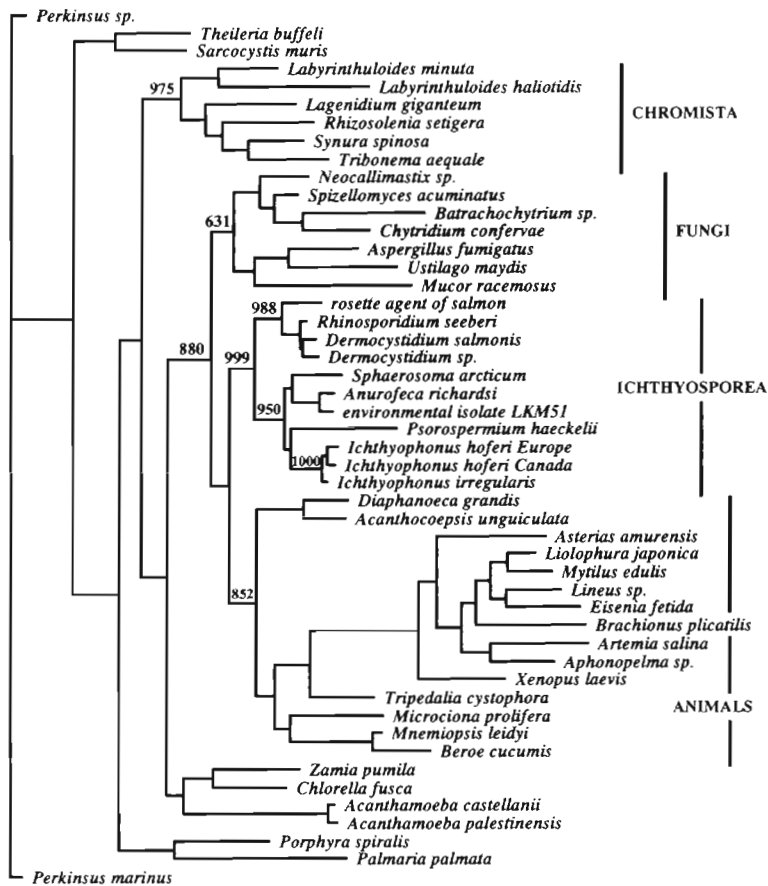 Perkinsus sp.
Theileria buffeli
Sarcocystis muris
Labyrinthuloides minuta
975
Labyrinthuloides haliotidis
Lagenidium giganteum
CHROMISTA
Rhizosolenia setigera
Synura spinosa
Tribonema aequale
Neocallimastix sp.
Spizellomyces acuminatus
Batrachochytrium sp.
631
Chytridium confervae
FUNGI
Aspergillus fumigatus
Ustilago maydis
Mucor racemosus
988
rosette agent of salmon
Rhinosporidium seeberi
880
Dermocystidium salmonis
999
Dermocystidium sp.
Sphaerosoma arcticum
ICHTHYOSPOREA
Anurofeca richardsi
950
environmental isolate LKM51
Psorospermium haeckelii
Ichthyophonus hoferi Europe
1000
Ichthyophonus hoferi Canada
Ichthyophonus irregularis
Diaphanoeca grandis
Acanthocoepsis unguiculata
Asterias amurensis
Liolophura japonica
Mytilus edulis
852
Lineus sp.
Eisenia fetida
Brachionus plicatilis
Artemia salina
Aphonopelma sp.
Xenopus laevis
Tripedalia cystophora
ANIMALS
Microciona prolifera
Mnemiopsis leidyi
Beroe cucumis
Zamia pumila
Chlorella fusca
Acanthamoeba castellanii
Acanthamoeba palestinensis
Porphyra spiralis
Palmaria palmata
Perkinsus marinus